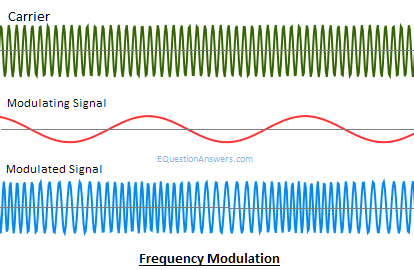 Carrier
Modulating Signal
EQuestionAnswers.com
Modulated Signal
Frequency Modulation